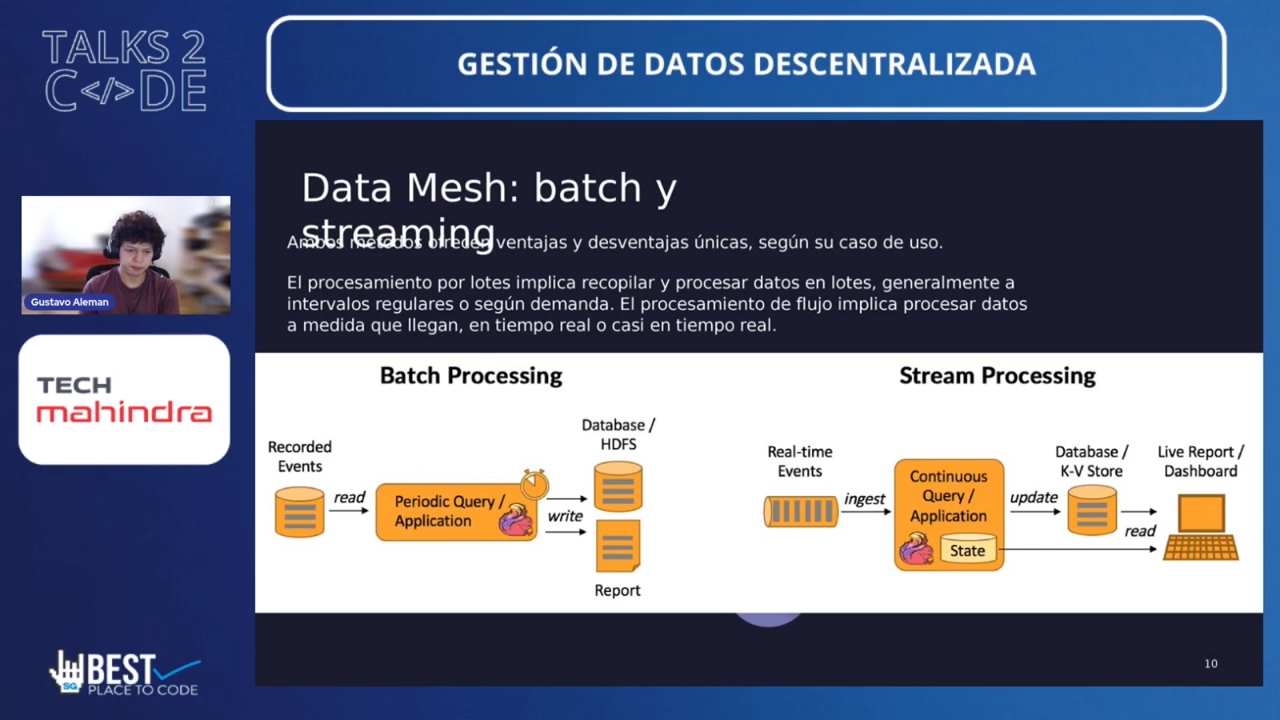 TALKS 2
C</>DE
GESTIÓN DE DATOS DESCENTRALIZADA
Data Mesh: batch y
streaming
Ambos métodos ofrecen ventajas y desventajas únicas, según su caso de uso.
El procesamiento por lotes implica recopilar y procesar datos en lotes, generalmente a
intervalos regulares o según demanda. El procesamiento de flujo implica procesar datos
a medida que llegan, en tiempo real o casi en tiempo real.
Gustavo Aleman
TECH
mahindra
Batch Processing
Recorded
Events
read
Periodic Query /
Application
write
Database /
HDFS
Report
Stream Processing
Real-time
Events
ingest
Continuous
Query /
Application
State
update
Database /
K-V Store
read
Live Report /
Dashboard
SG
BEST
PLACE TO CODE
10